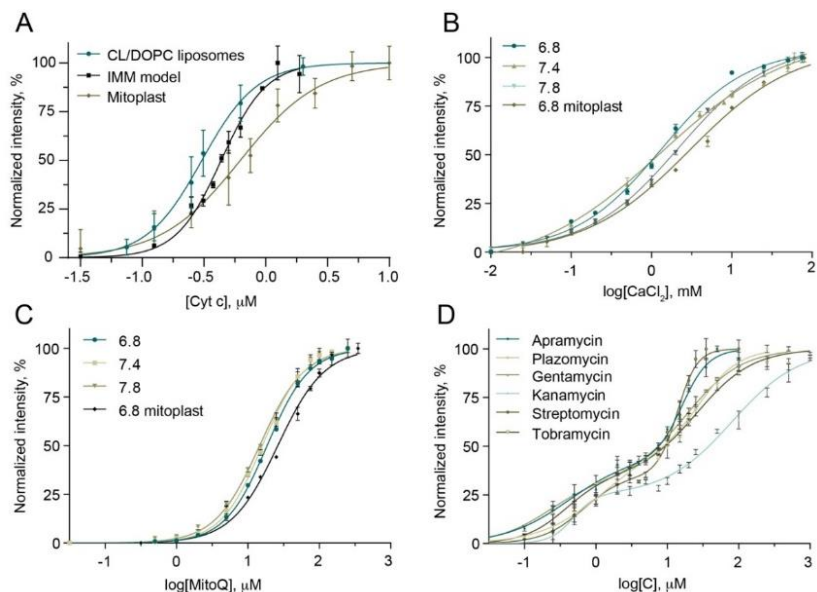 A
Normalized intensity, %
100
75
50
25
0
CL/DOPC liposomes
IMM model
Mitoplast
-1.5
-1.0
-0.5
0.0
0.5
1.0
[Cyt c], µM
B
Normalized intensity, %
100
75
50
25
0
6.8
7.4
7.8
6.8 mitoplast
-2
-1
0
1
2
log[CaCl₂], mM
C
Normalized intensity, %
100
75
50
25
0
6.8
7.4
7.8
6.8 mitoplast
-1
0
1
2
3
log[MitoQ], µM
D
Normalized intensity, %
100
75
50
25
0
Apramycin
Plazomycin
Gentamycin
Kanamycin
Streptomycin
Tobramycin
-1
0
1
2
3
log[C], µM